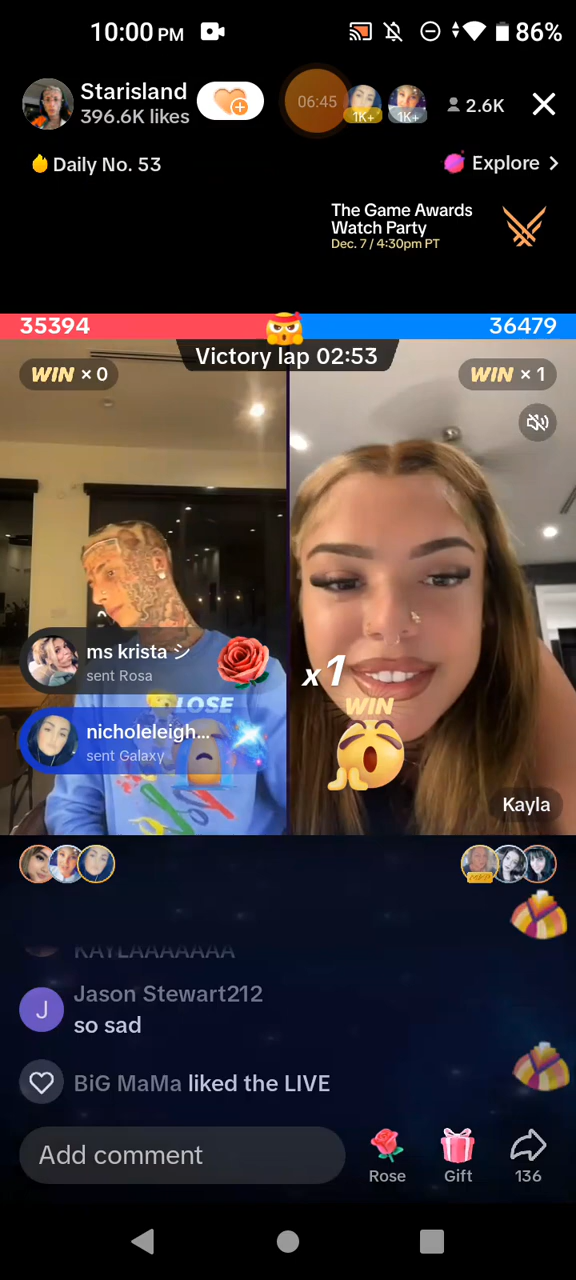 10:00 PM
86%
Starisland
396.6K likes
06:45
1K+
1K+
2.6K
Daily No. 53
Explore
The Game Awards
Watch Party
Dec. 7 / 4:30pm PT
35394
36479
Victory lap 02:53
WIN × 0
WIN × 1
ms krista シ
sent Rosa
x1
LOSE
WIN
nicholeleigh...
sent Galaxy
Kayla
KAYLAAAAAAA
J
Jason Stewart212
so sad
BiG MaMa liked the LIVE
Add comment
Rose
Gift
136